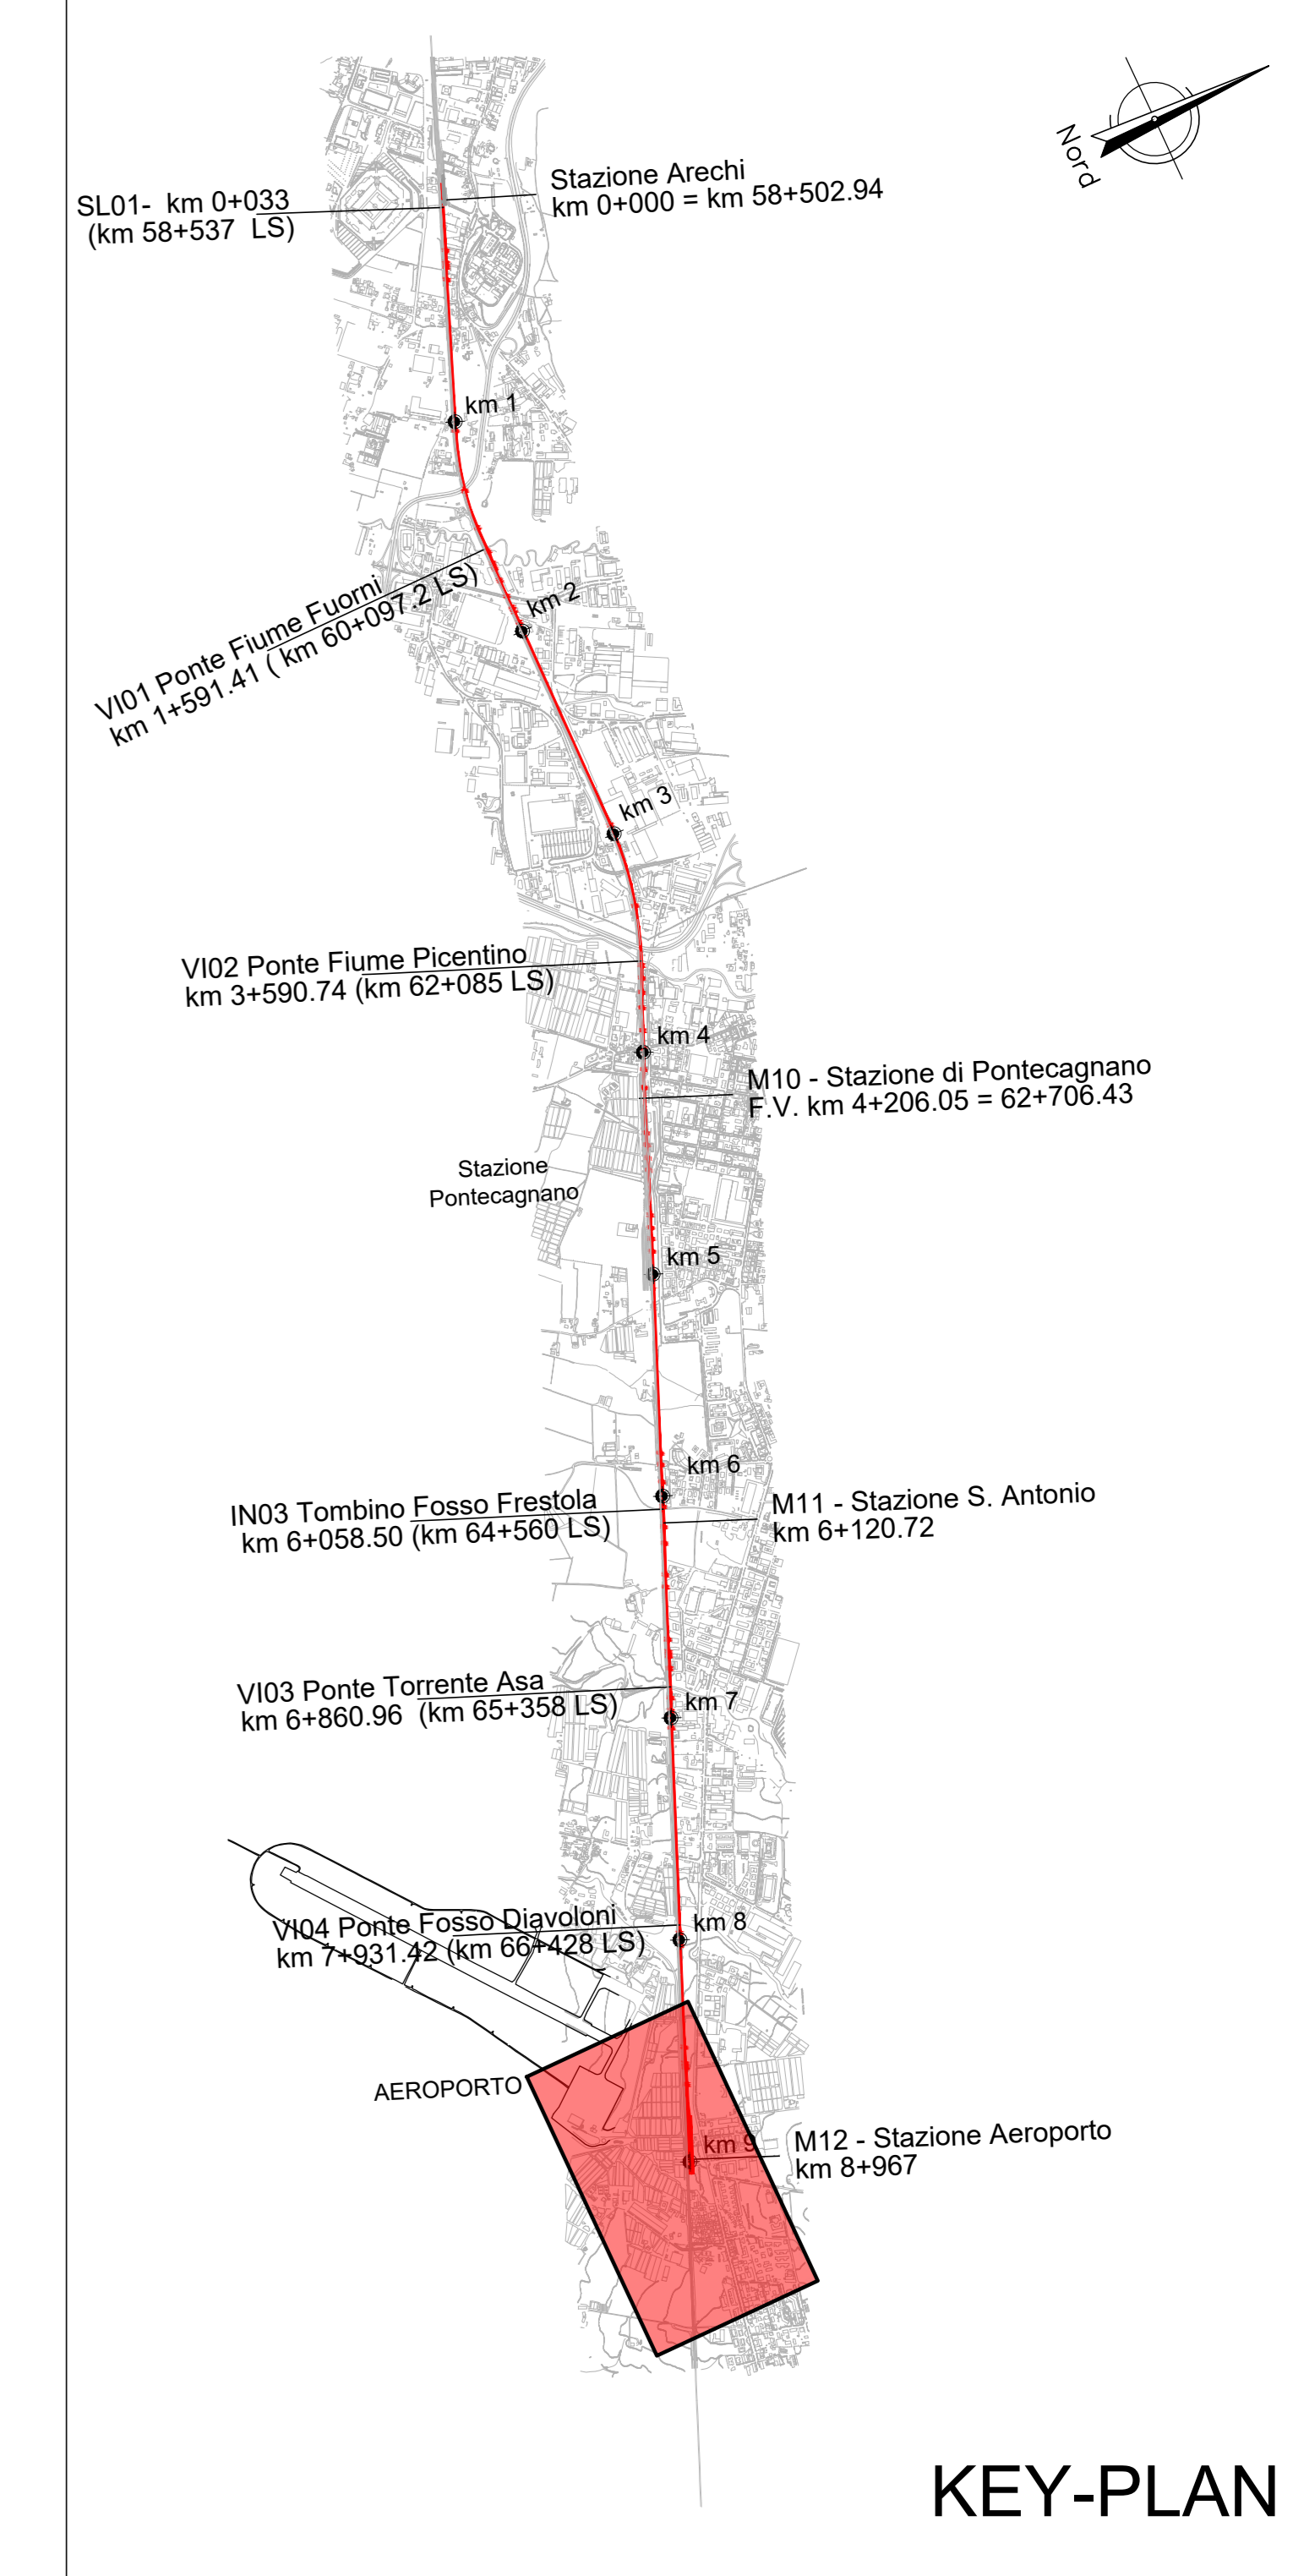 Nord
Stazione Arechi
km 0+000 = km 58+502.94
SL01- km 0+033
(km 58+537 LS)
km 1
VI01 Ponte Fiume Fuorni
km 1+591.41 ( km 60+097.2 LS)
km 2
km 3
VI02 Ponte Fiume Picentino
km 3+590.74 (km 62+085 LS)
km 4
M10 - Stazione di Pontecagnano
F.V. km 4+206.05 = 62+706.43
Stazione
Pontecagnano
km 5
km 6
IN03 Tombino Fosso Frestola
km 6+058.50 (km 64+560 LS)
M11 - Stazione S. Antonio
km 6+120.72
VI03 Ponte Torrente Asa
km 6+860.96 (km 65+358 LS)
km 7
VI04 Ponte Fosso Diavoloni
km 7+931.42 (km 66+428 LS)
km 8
AEROPORTO
km 9
M12 - Stazione Aeroporto
km 8+967
KEY-PLAN